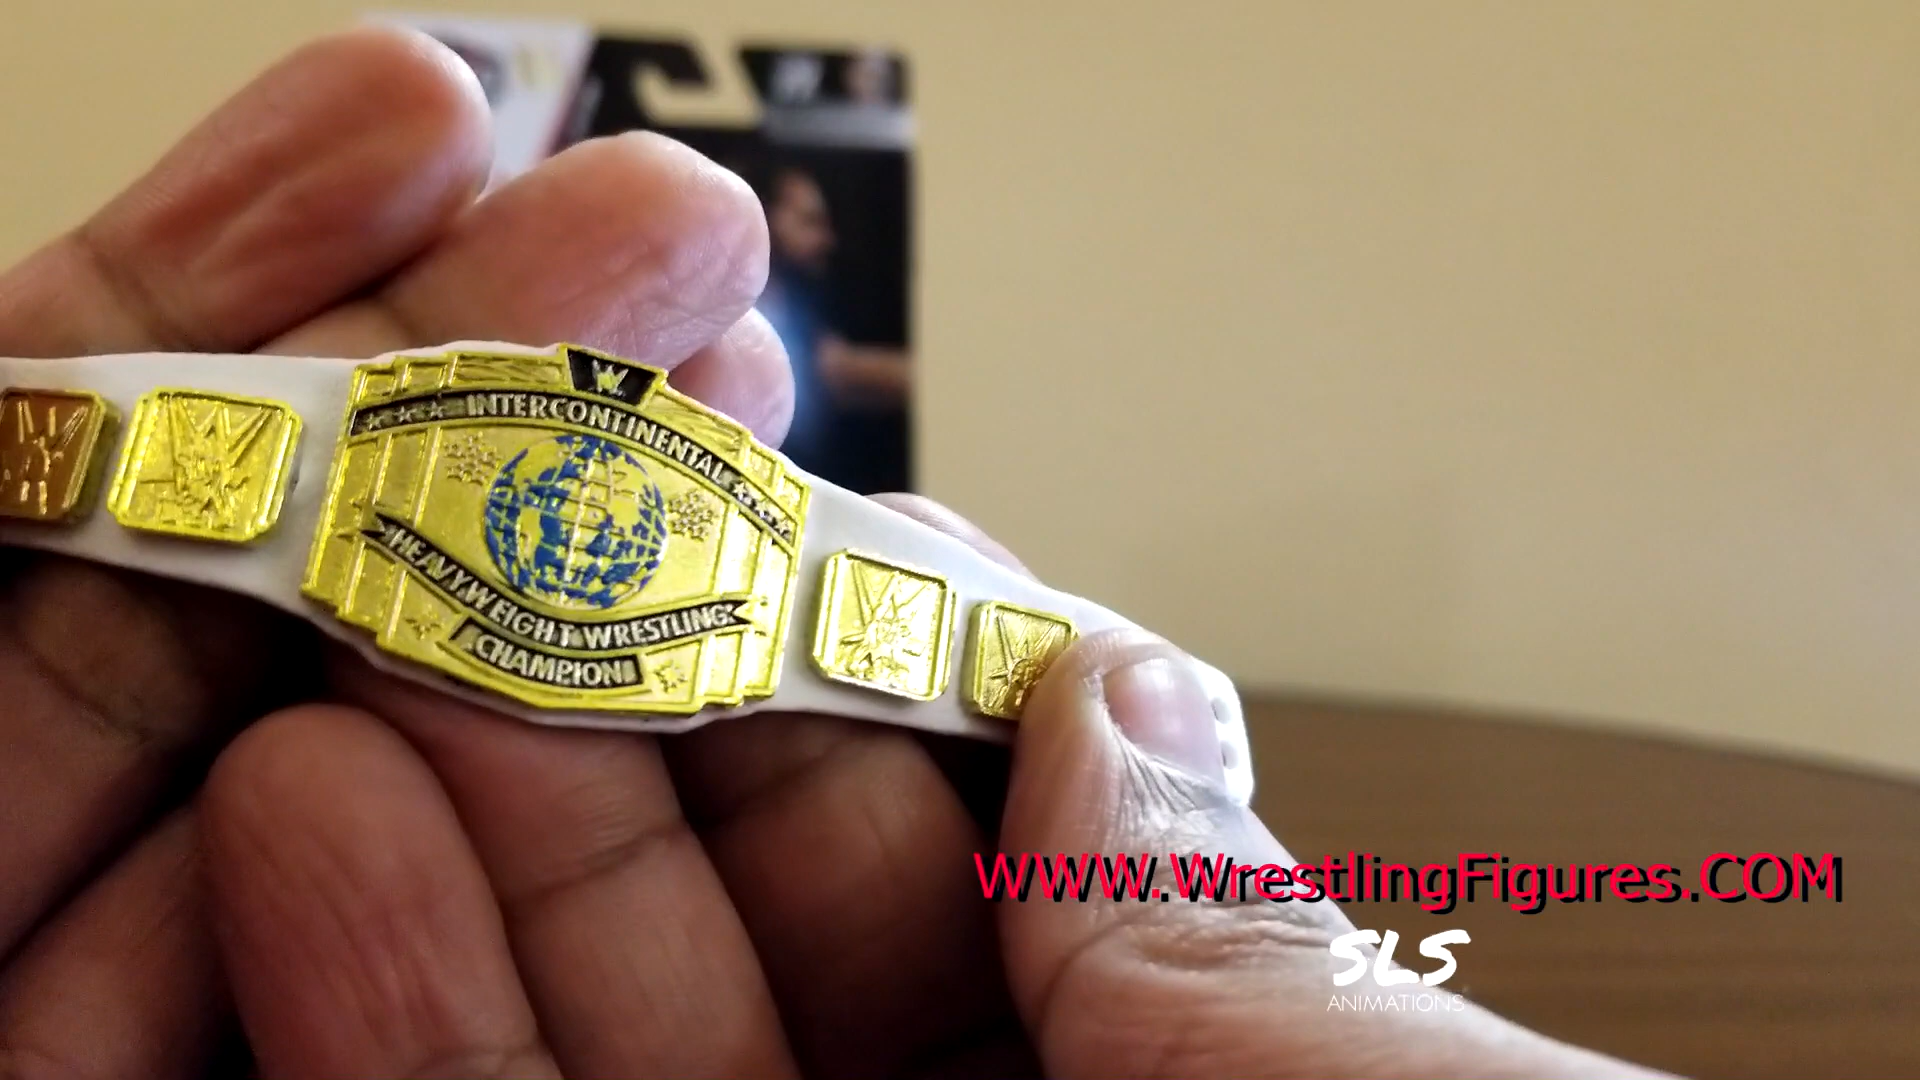 W
INTERCONTINENTAL
HEAVYWEIGHT WRESTLING
CHAMPION
WWW.WrestlingFigures.COM
SLS
ANIMATIONS